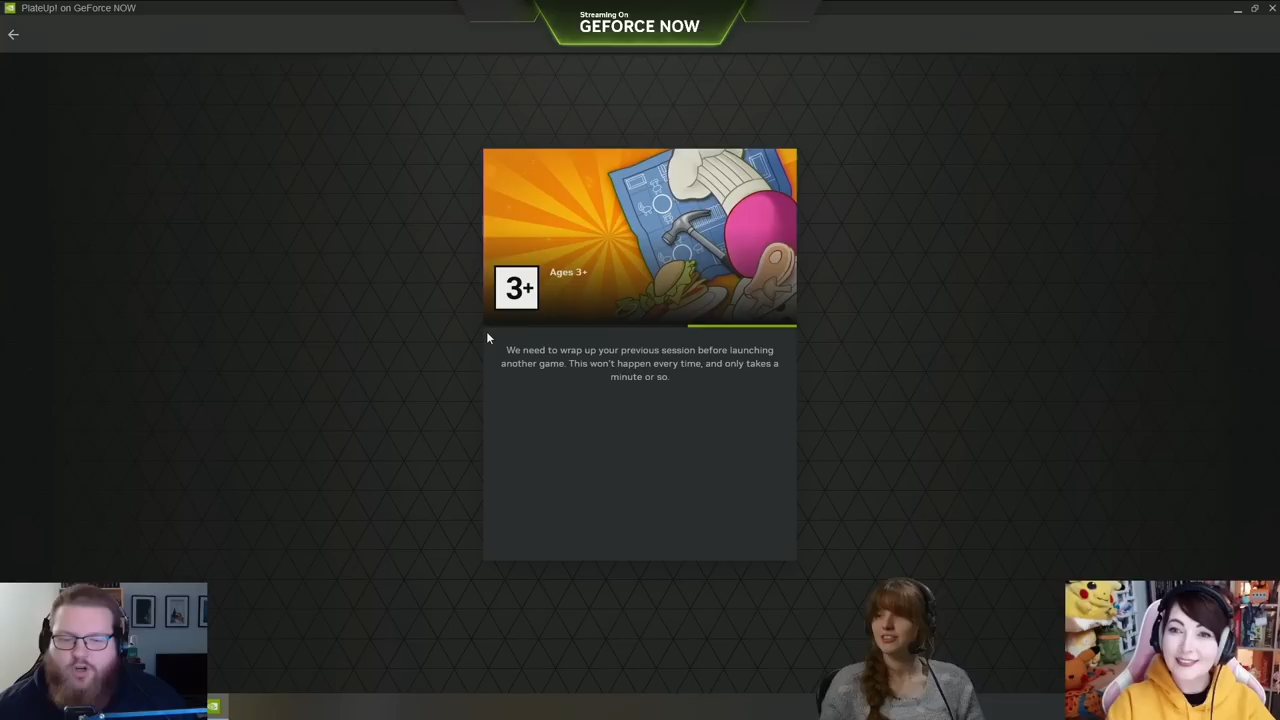 PlateUp! on GeForce NOW
Streaming On
GEFORCE NOW
3+
Ages 3+
We need to wrap up your previous session before launching
another game. This won't happen every time, and only takes a
minute or so.